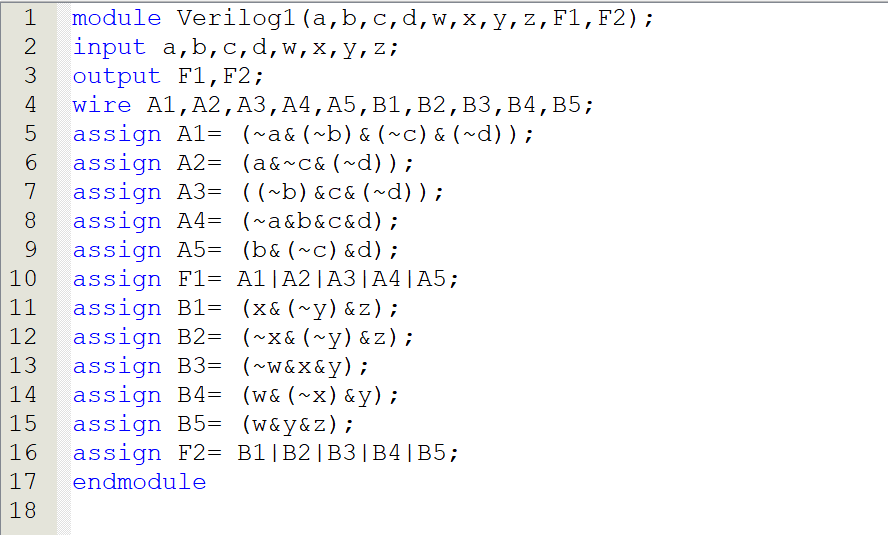 1 module Verilog1(a,b,c,d,w,x,y,z,F1,F2);
2 input a,b,c,d,w,x,y,z;
3 output F1,F2;
4 wire A1,A2,A3,A4,A5,B1,B2,B3,B4,B5;
5 assign A1= (~a&(~b)&(~c)&(~d));
6 assign A2= (a&~c&(~d));
7 assign A3= ((~b)&c&(~d));
8 assign A4= (~a&b&c&d);
9 assign A5= (b&(~c)&d);
10 assign F1= A1|A2|A3|A4|A5;
11 assign B1= (x&(~y)&z);
12 assign B2= (~x&(~y)&z);
13 assign B3= (~w&x&y);
14 assign B4= (w&(~x)&y);
15 assign B5= (w&y&z);
16 assign F2= B1|B2|B3|B4|B5;
17 endmodule
18